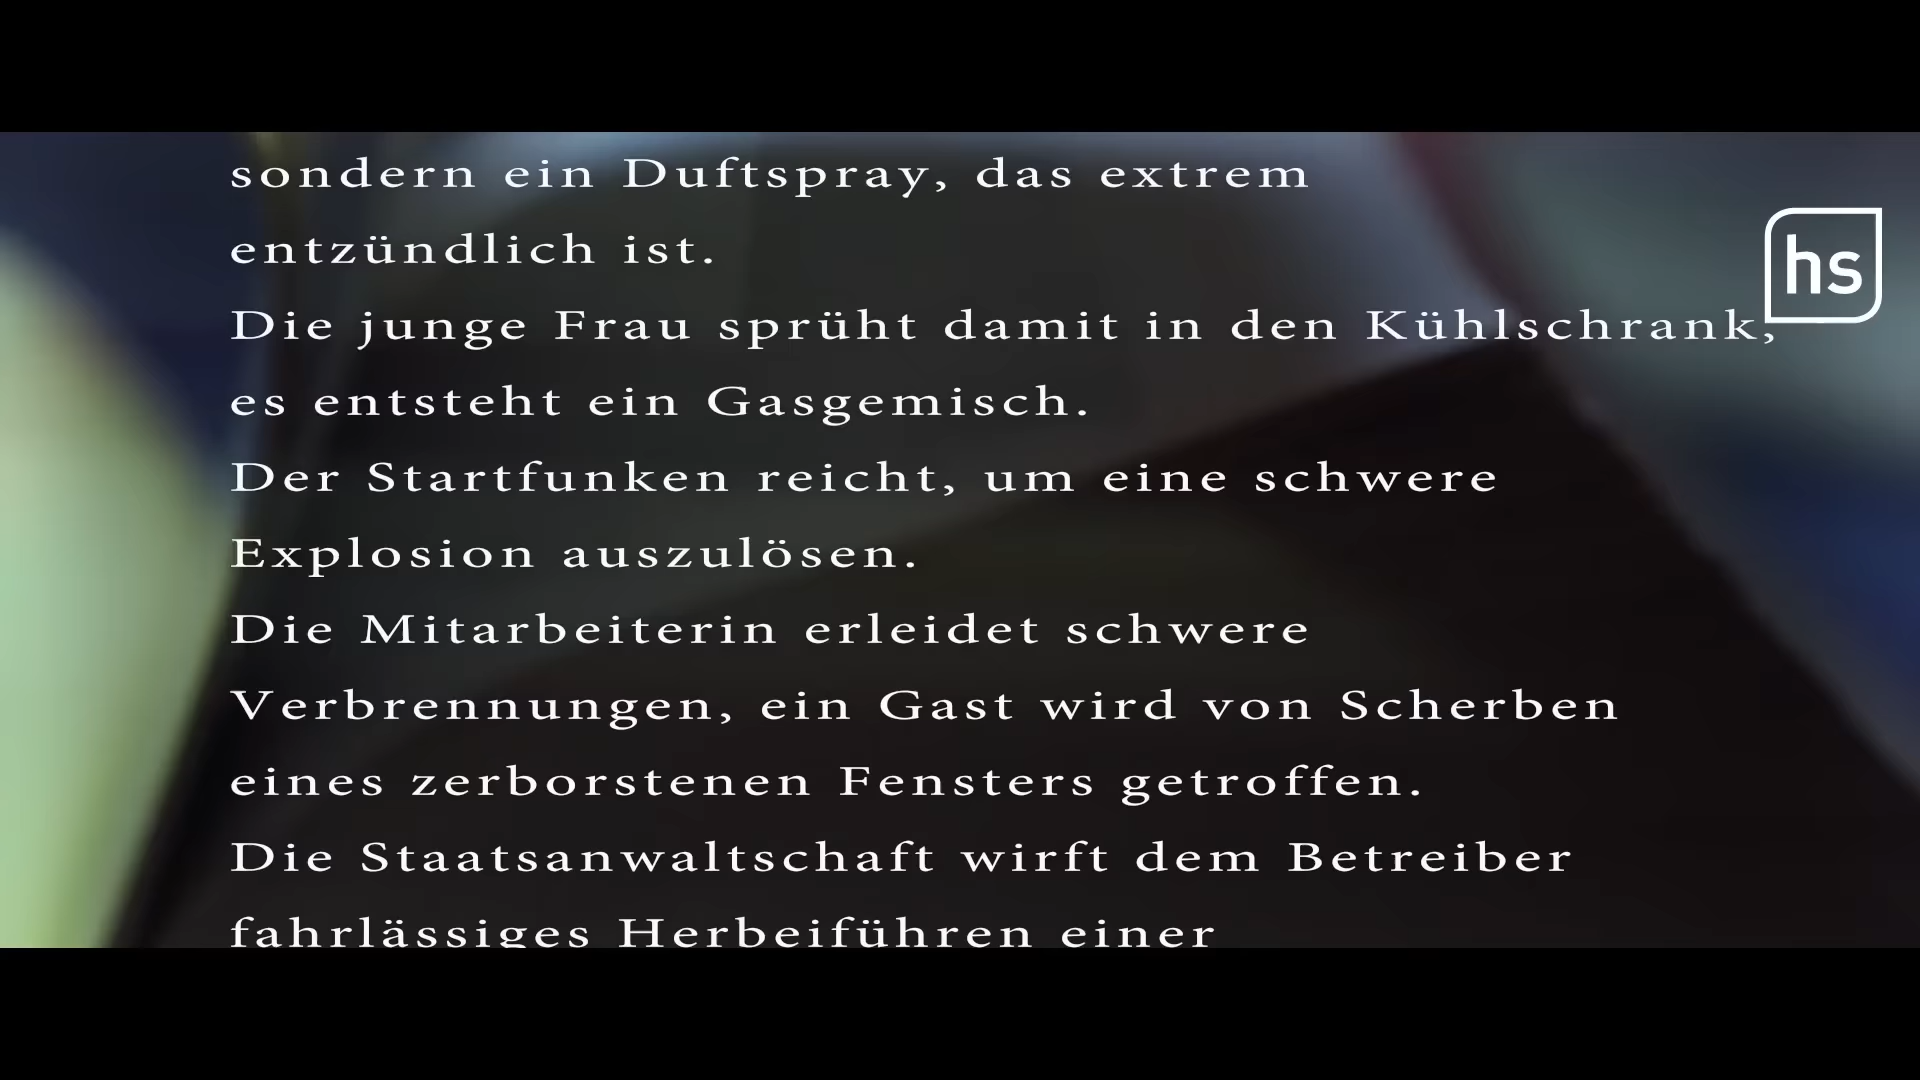 sondern ein Duftspray, das extrem
entzündlich ist.
hs
Die junge Frau sprüht damit in den Kühlschrank,
es entsteht ein Gasgemisch.
Der Startfunken reicht, um eine schwere
Explosion auszulösen.
Die Mitarbeiterin erleidet schwere
Verbrennungen, ein Gast wird von Scherben
eines zerborstenen Fensters getroffen.
Die Staatsanwaltschaft wirft dem Betreiber
fahrlässiges Herbeiführen einer